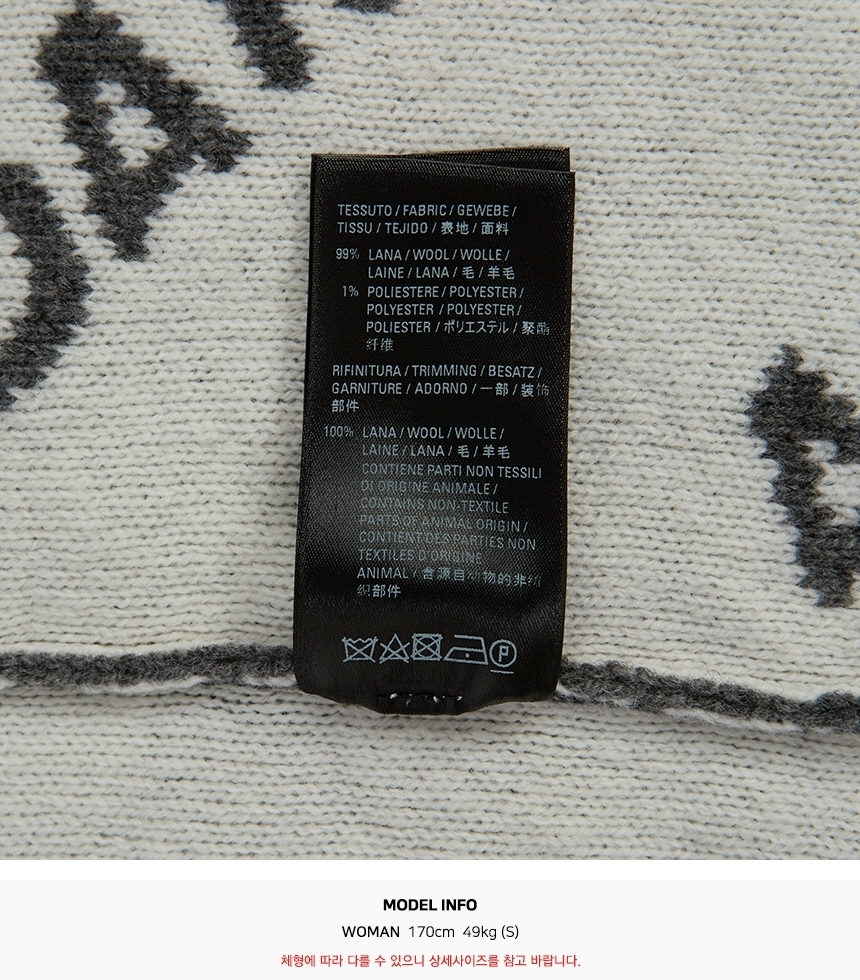 TESSUTO / FABRIC / GEWEBE /
TISSU / TEJIDO / 表地 / 面料
99% LANA / WOOL / WOLLE /
LAINE / LANA / 毛 / 羊毛
1% POLIESTERE / POLYESTER /
POLYESTER / POLYESTER /
POLIESTER / ポリエステル / 聚酯
纤维
RIFINITURA / TRIMMING / BESATZ /
GARNITURE / ADORNO / 一部 / 装饰
部件
100% LANA / WOOL / WOLLE /
LAINE / LANA / 毛 / 羊毛
CONTIENE PARTI NON TESSILI
DI ORIGINE ANIMALE /
CONTAINS NON-TEXTILE
PARTS OF ANIMAL ORIGIN /
CONTIENT DES PARTIES NON
TEXTILES D'ORIGINE
ANIMAL / 含源自动物的非纺
织部件
P
MODEL INFO
WOMAN 170cm 49kg (S)
체형에 따라 다를 수 있으니 상세사이즈를 참고 바랍니다.